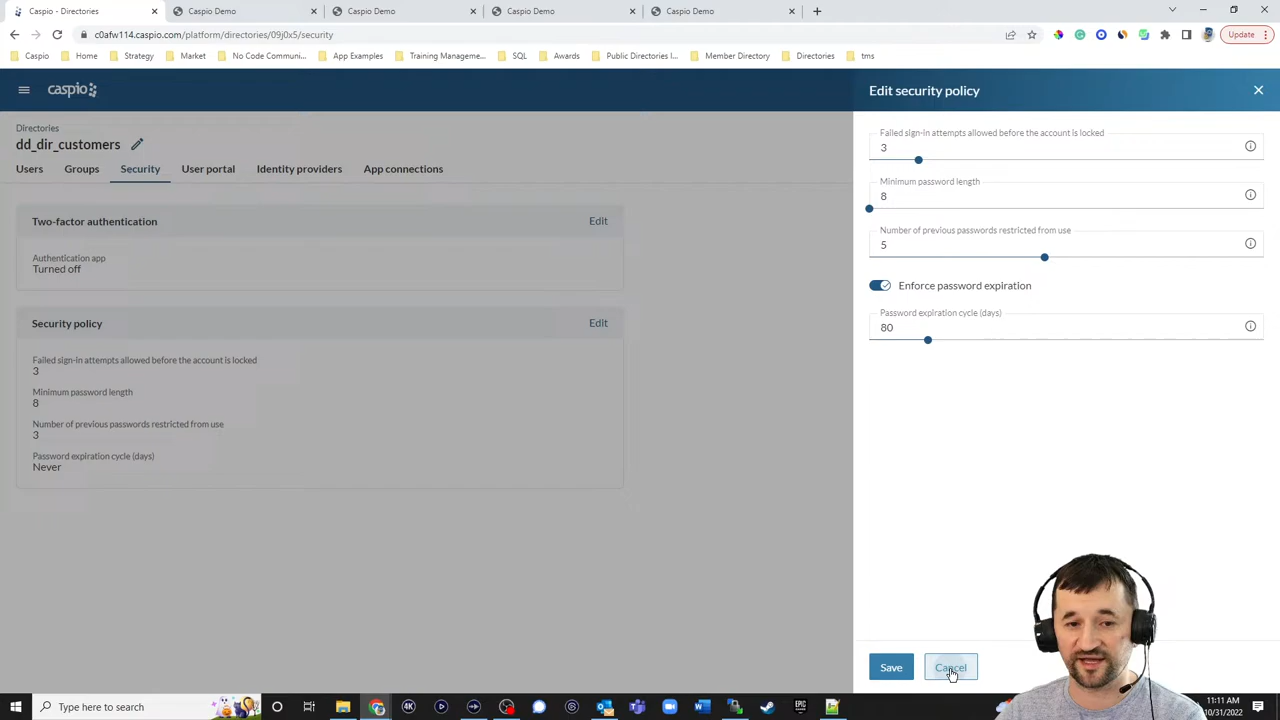 Caspio - Directories
Caspio Demo
Caspio Demo
Caspio Demo
Caspio Demo
c0afw114.caspio.com/platform/directories/09j0x5/security
Update
Caspio
Home
Strategy
Market
No Code Communi...
App Examples
Training Manageme...
SQL
Awards
Public Directories I...
Member Directory
Directories
tms
caspio
Directories
dd_dir_customers
Users
Groups
Security
User portal
Identity providers
App connections
Two-factor authentication
Edit
Authentication app
Turned off
Security policy
Edit
Failed sign-in attempts allowed before the account is locked
3
Minimum password length
8
Number of previous passwords restricted from use
3
Password expiration cycle (days)
Never
Edit security policy
Failed sign-in attempts allowed before the account is locked
3
Minimum password length
8
Number of previous passwords restricted from use
5
Enforce password expiration
Password expiration cycle (days)
80
Save
Cancel
Type here to search
4K
EPIC
11:11 AM
10/31/2022